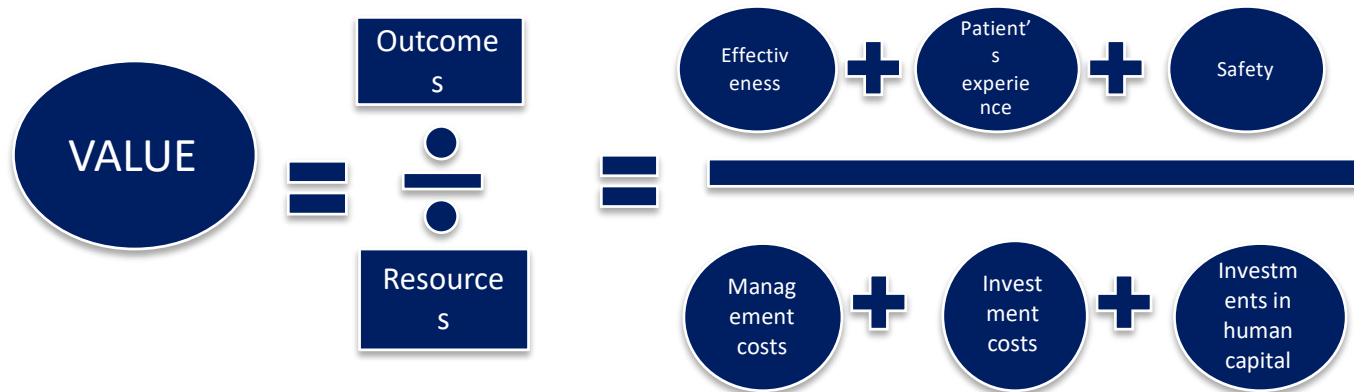 VALUE
Outcome
s
Resource
s
Effectiv
eness
Patient'
s
experie
nce
Safety
Manag
ement
costs
Invest
ment
costs
Investm
ents in
human
capital